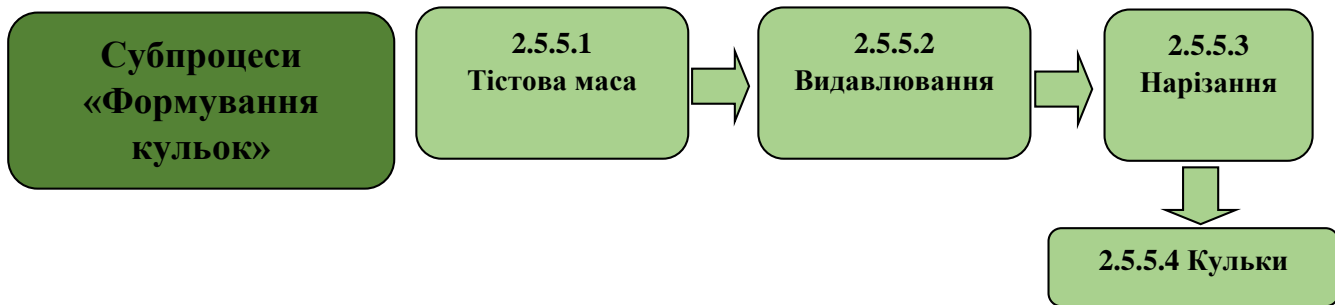 Субпроцеси
«Формування
кульок»
2.5.5.1
Тістова маса
2.5.5.2
Видавлювання
2.5.5.3
Нарізання
2.5.5.4 Кульки